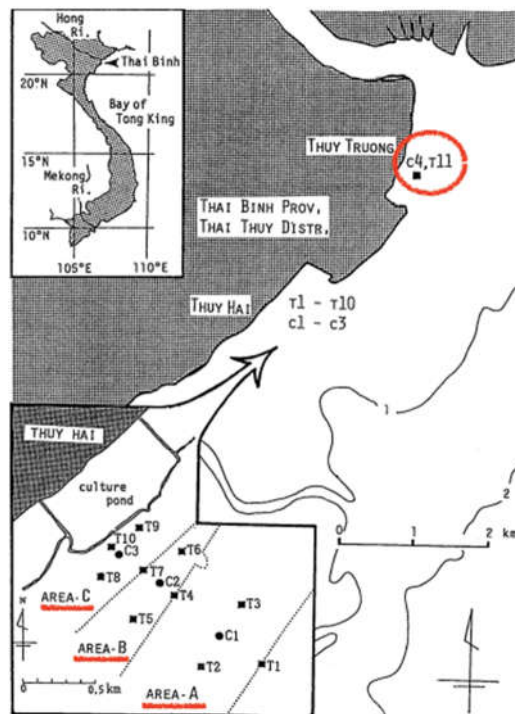 Hong
Ri.
Thai Binh
20°
Bay of
Tong King
15°
Mekong
Ri.
10°N
105°E
110°E
THUY TRUONG
C4, T11
THAI BINH PROV,
THAI THUY DISTR,
THUY HAI
T1 - T10
C1 - C3
1
2
0
1
2 km
THUY HAI
culture
pond
T9
T10
C3
T6
T8
T7
C2
T4
T3
AREA-C
T5
C1
N
AREA-B
T2
T1
0
0.5 km
AREA-A